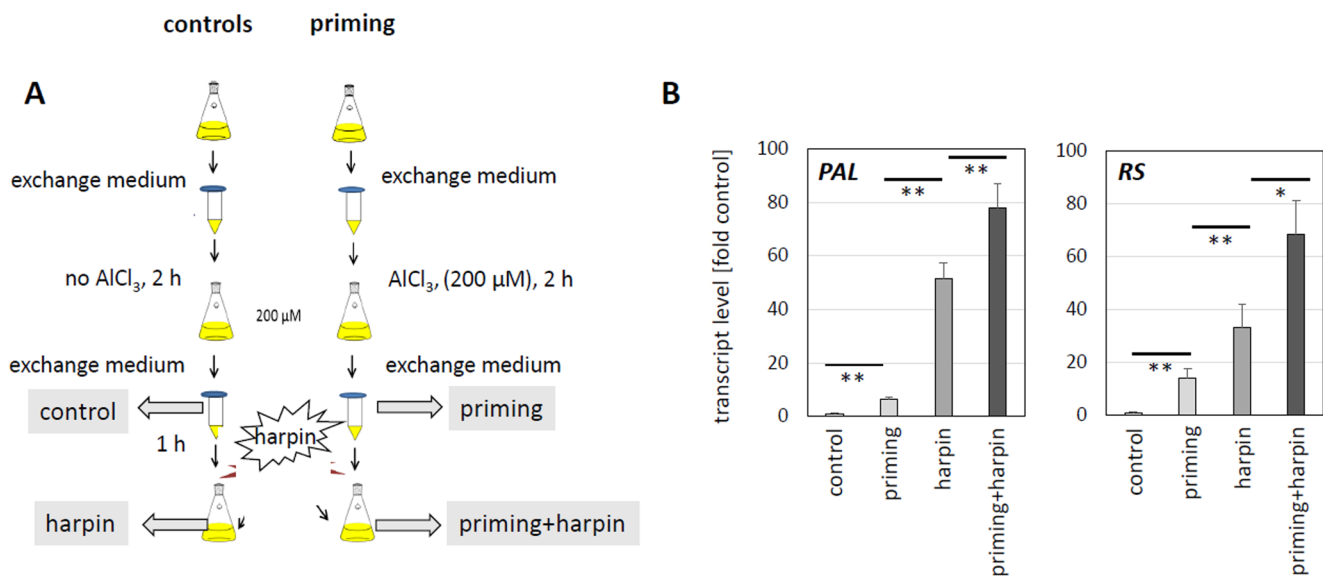 controls priming
A
exchange medium exchange medium
no AlCl₃, 2 h AlCl₃, (200 μM), 2 h
200 μM
exchange medium exchange medium
control priming
harpin
1 h
harpin priming+harpin
B
transcript level [fold control]
PAL
100
80
60
40
20
0
**
**
**
control
priming
harpin
priming+harpin
RS
100
80
60
40
20
0
**
**
*
control
priming
harpin
priming+harpin